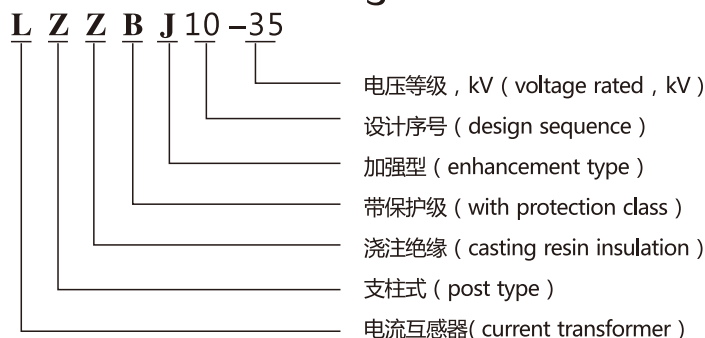 L Z Z B J 10 -35
电压等级，kV（voltage rated，kV）
设计序号（design sequence）
加强型（enhancement type）
带保护级（with protection class）
浇注绝缘（casting resin insulation）
支柱式（post type）
电流互感器( current transformer )